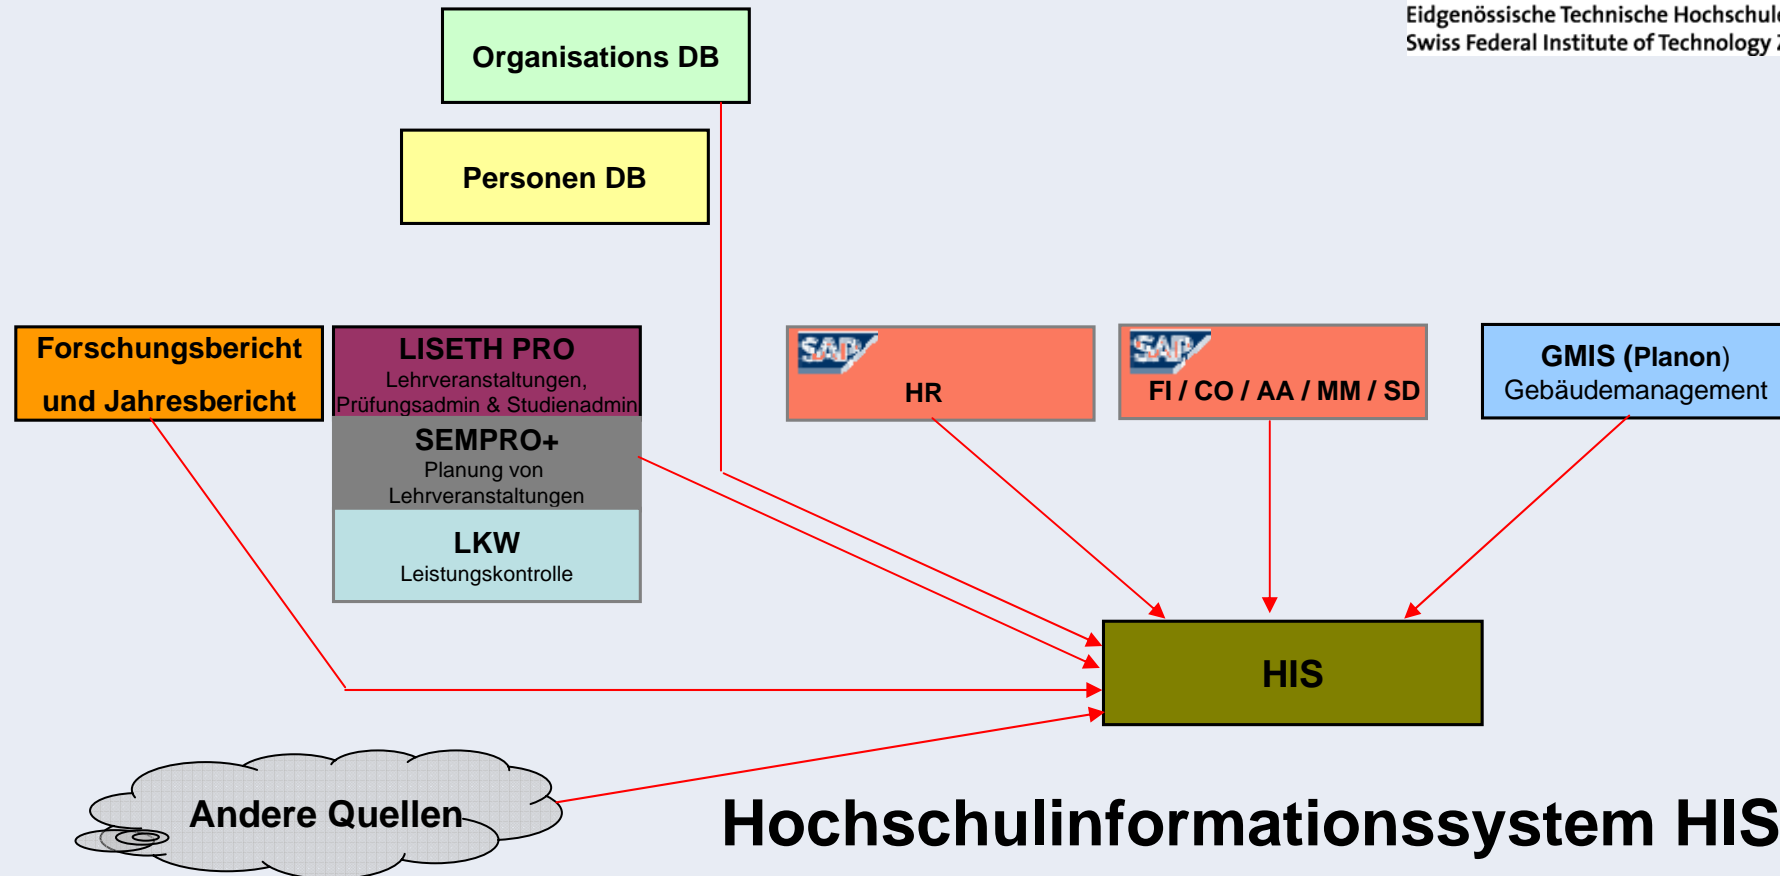 Eidgenössische Technische Hochschule
Swiss Federal Institute of Technology
Organisations DB
Personen DB
Forschungsbericht
und Jahresbericht
LISETH PRO
Lehrveranstaltungen,
Prüfungsadmin & Studienadmin
SEMPRO+
Planung von
Lehrveranstaltungen
LKW
Leistungskontrolle
SAP
HR
SAP
FI / CO / AA / MM / SD
GMIS (Planon)
Gebäudemanagement
HIS
Andere Quellen
Hochschulinformationssystem HIS